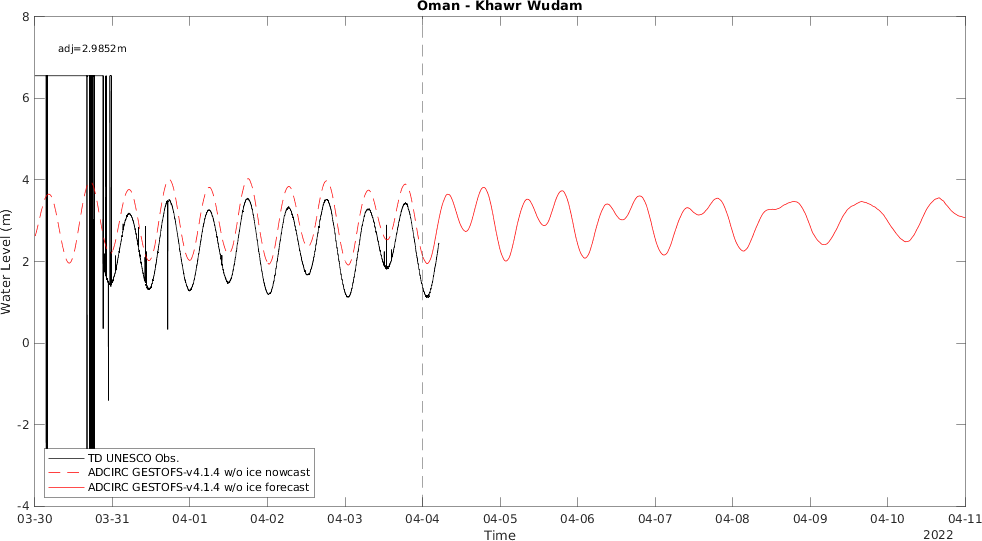 Oman - Khawr Wudam
8
adj=2.9852m
6
4
2
0
-2
-4
Water Level (m)
TD UNESCO Obs.
ADCIRC GESTOFS-v4.1.4 w/o ice nowcast
ADCIRC GESTOFS-v4.1.4 w/o ice forecast
03-30 03-31 04-01 04-02 04-03 04-04 04-05 04-06 04-07 04-08 04-09 04-10 04-11
Time
2022